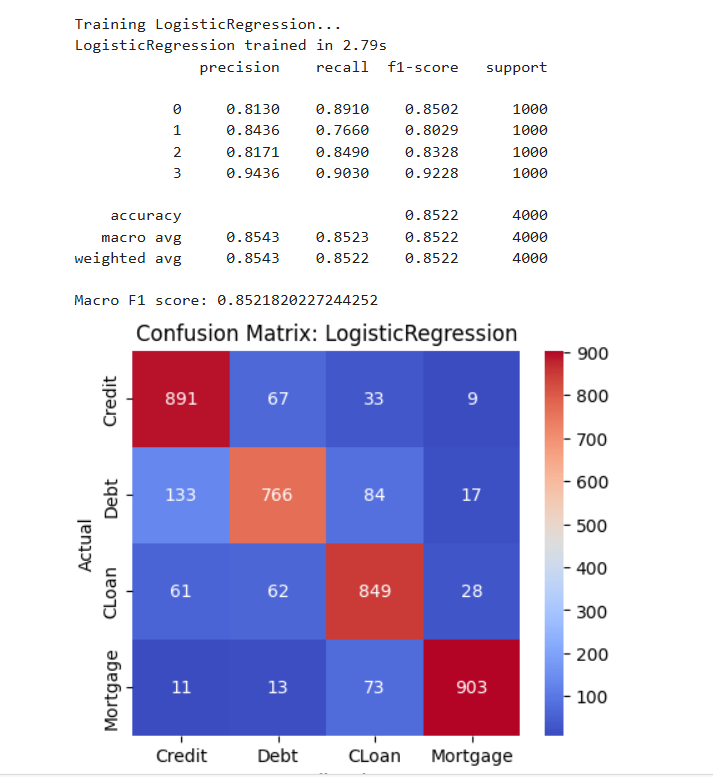 Training LogisticRegression...
LogisticRegression trained in 2.79s
precision recall f1-score support
0 0.8130 0.8910 0.8502 1000
1 0.8436 0.7660 0.8029 1000
2 0.8171 0.8490 0.8328 1000
3 0.9436 0.9030 0.9228 1000
accuracy 0.8522 4000
macro avg 0.8543 0.8523 0.8522 4000
weighted avg 0.8543 0.8522 0.8522 4000
Macro F1 score: 0.8521820227244252
Confusion Matrix: LogisticRegression
Actual
Credit 891 67 33 9
Debt 133 766 84 17
CLoan 61 62 849 28
Mortgage 11 13 73 903
Credit Debt CLoan Mortgage
900
800
700
600
500
400
300
200
100